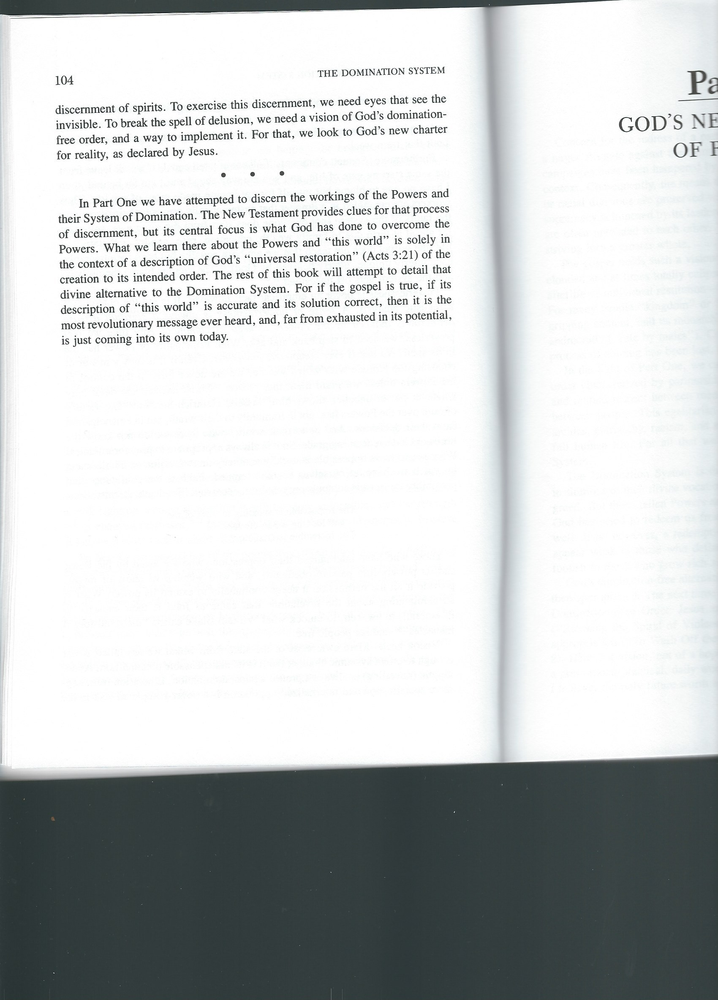 104
THE DOMINATION SYSTEM
discernment of spirits. To exercise this discernment, we need eyes that see the
invisible. To break the spell of delusion, we need a vision of God’s domination-
free order, and a way to implement it. For that, we look to God’s new charter
for reality, as declared by Jesus.
• • •
In Part One we have attempted to discern the workings of the Powers and
their System of Domination. The New Testament provides clues for that process
of discernment, but its central focus is what God has done to overcome the
Powers. What we learn there about the Powers and “this world” is solely in
the context of a description of God’s “universal restoration” (Acts 3:21) of the
creation to its intended order. The rest of this book will attempt to detail that
divine alternative to the Domination System. For if the gospel is true, if its
description of “this world” is accurate and its solution correct, then it is the
most revolutionary message ever heard, and, far from exhausted in its potential,
is just coming into its own today.
Pa
GOD’S NE
OF